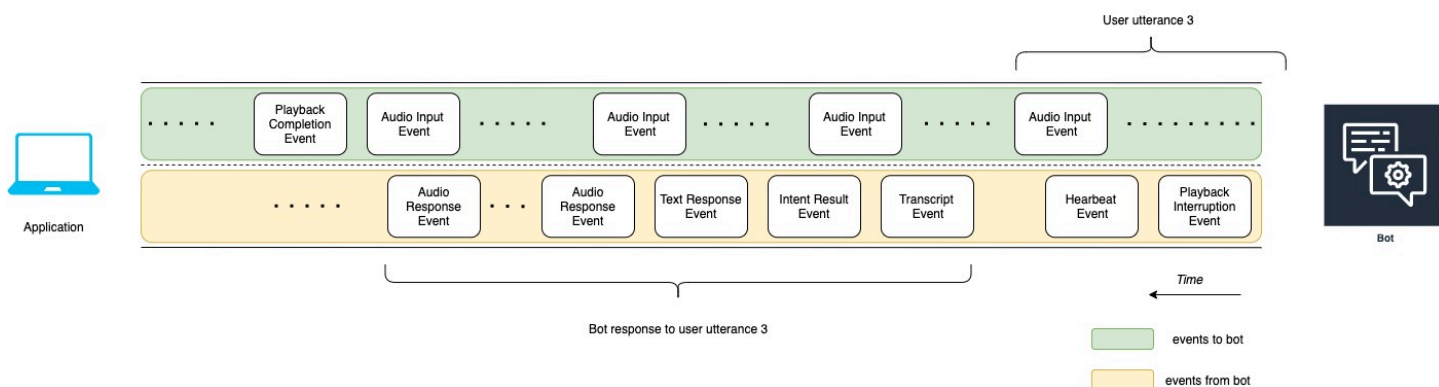 User utterance 3
Playback
Completion
Event
Audio Input
Event
Audio Input
Event
Audio Input
Event
Audio Input
Event
Application
Audio
Response
Event
Audio
Response
Event
Text Response
Event
Intent Result
Event
Transcript
Event
Hearbeat
Event
Playback
Interruption
Event
Bot
Time
Bot response to user utterance 3
events to bot
events from bot